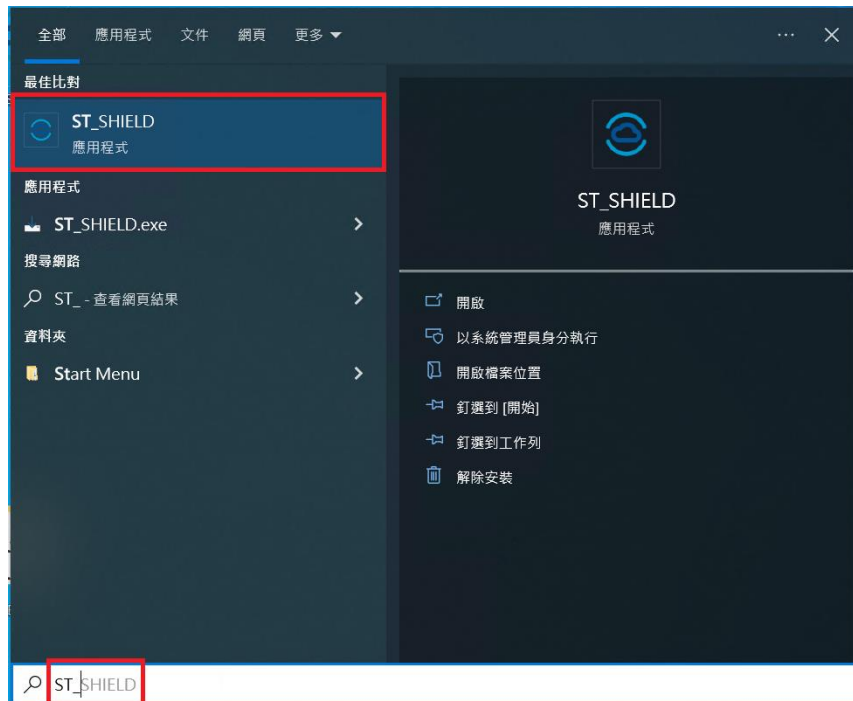 全部 應用程式 文件 網頁 更多
最佳比對
ST_SHIELD
應用程式
應用程式
ST_SHIELD.exe
搜尋網路
ST_ - 查看網頁結果
資料夾
Start Menu
ST_SHIELD
應用程式
開啟
以系統管理員身分執行
開啟檔案位置
釘選到 [開始]
釘選到工作列
解除安裝
ST_SHIELD